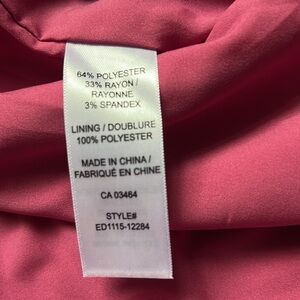 64% POLYESTER
33% RAYON /
RAYONNE
3% SPANDEX
LINING / DOUBLURE
100% POLYESTER
MADE IN CHINA /
FABRIQUÉ EN CHINE
CA 03464
STYLE#
ED1115-12284